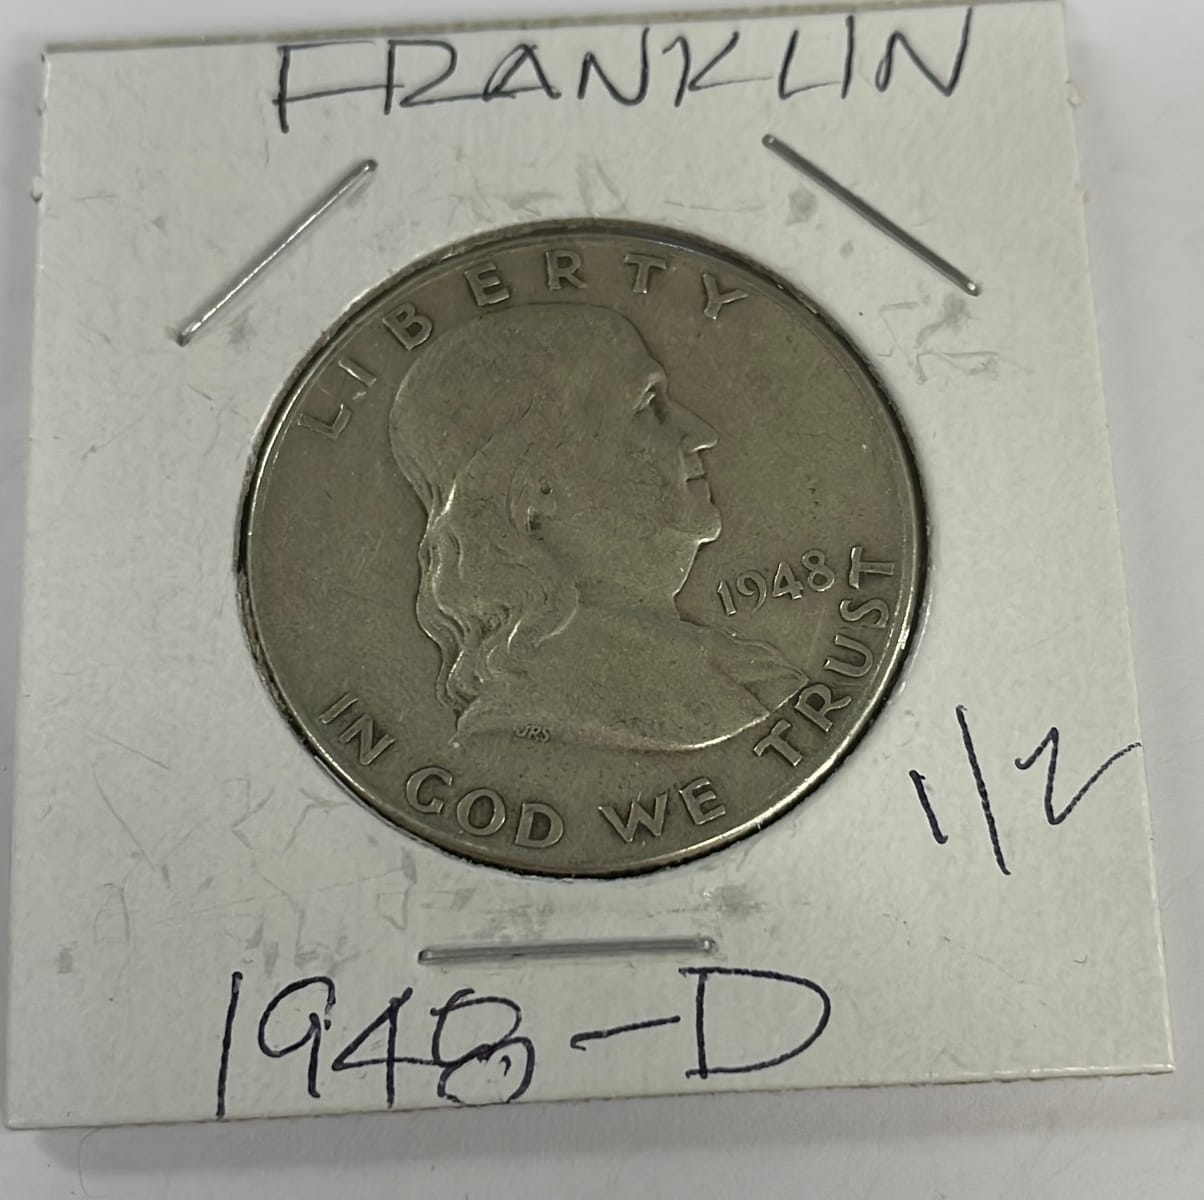 FRANKLIN
LIBERTY
1948
JRS
IN GOD WE TRUST
1/2
1948-D